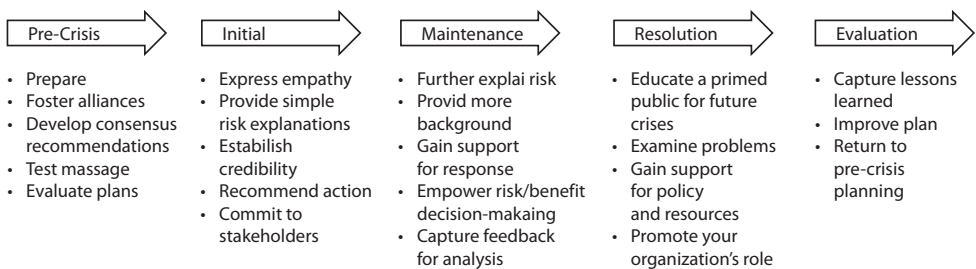 Pre-Crisis
• Prepare
• Foster alliances
• Develop consensus
recommendations
• Test massage
• Evaluate plans
Initial
• Express empathy
• Provide simple
risk explanations
• Estabilish
credibility
• Recommend action
• Commit to
stakeholders
Maintenance
• Further explai risk
• Provid more
background
• Gain support
for response
• Empower risk/benefit
decision-makaing
• Capture feedback
for analysis
Resolution
• Educate a primed
public for future
crises
• Examine problems
• Gain support
for policy
and resources
• Promote your
organization's role
Evaluation
• Capture lessons
learned
• Improve plan
• Return to
pre-crisis
planning